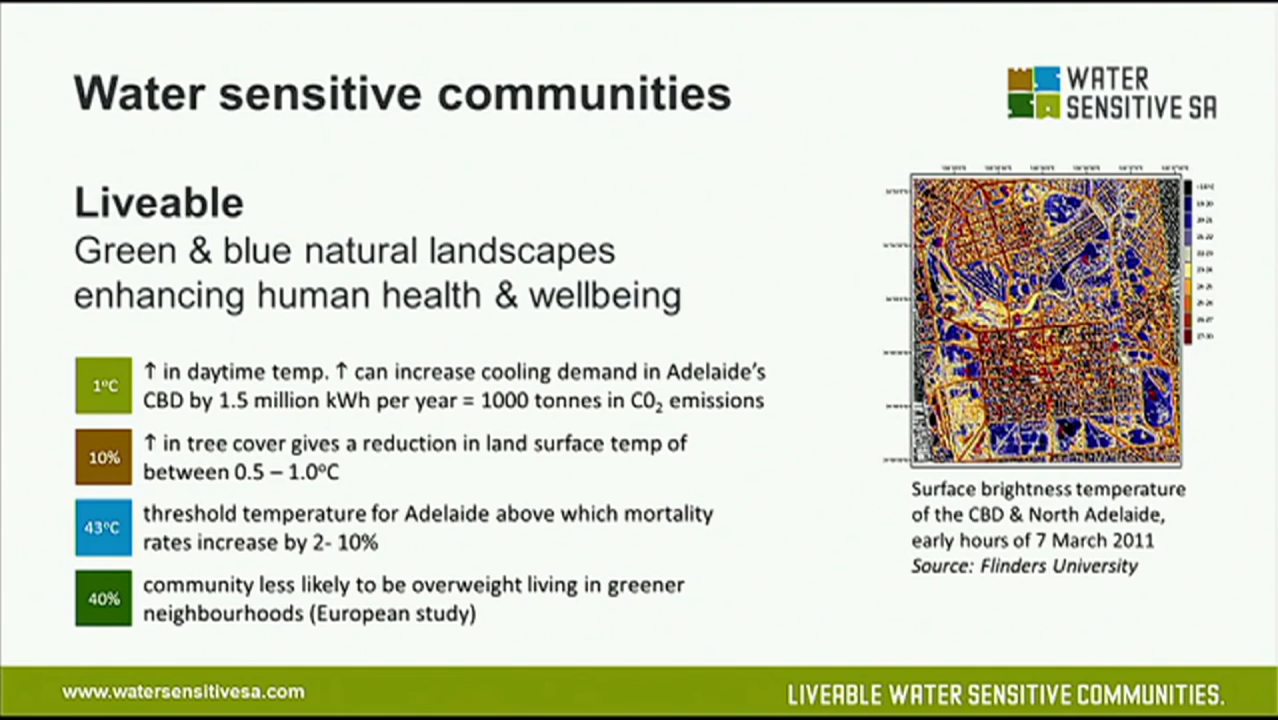 Water sensitive communities
WATER
SENSITIVE SA
Liveable
Green & blue natural landscapes
enhancing human health & wellbeing
1ºC
↑ in daytime temp. ↑ can increase cooling demand in Adelaide’s
CBD by 1.5 million kWh per year = 1000 tonnes in C0₂ emissions
10%
↑ in tree cover gives a reduction in land surface temp of
between 0.5 – 1.0ºC
43ºC
threshold temperature for Adelaide above which mortality
rates increase by 2- 10%
40%
community less likely to be overweight living in greener
neighbourhoods (European study)
Surface brightness temperature
of the CBD & North Adelaide,
early hours of 7 March 2011
Source: Flinders University
www.watersensitivesa.com
LIVEABLE WATER SENSITIVE COMMUNITIES.